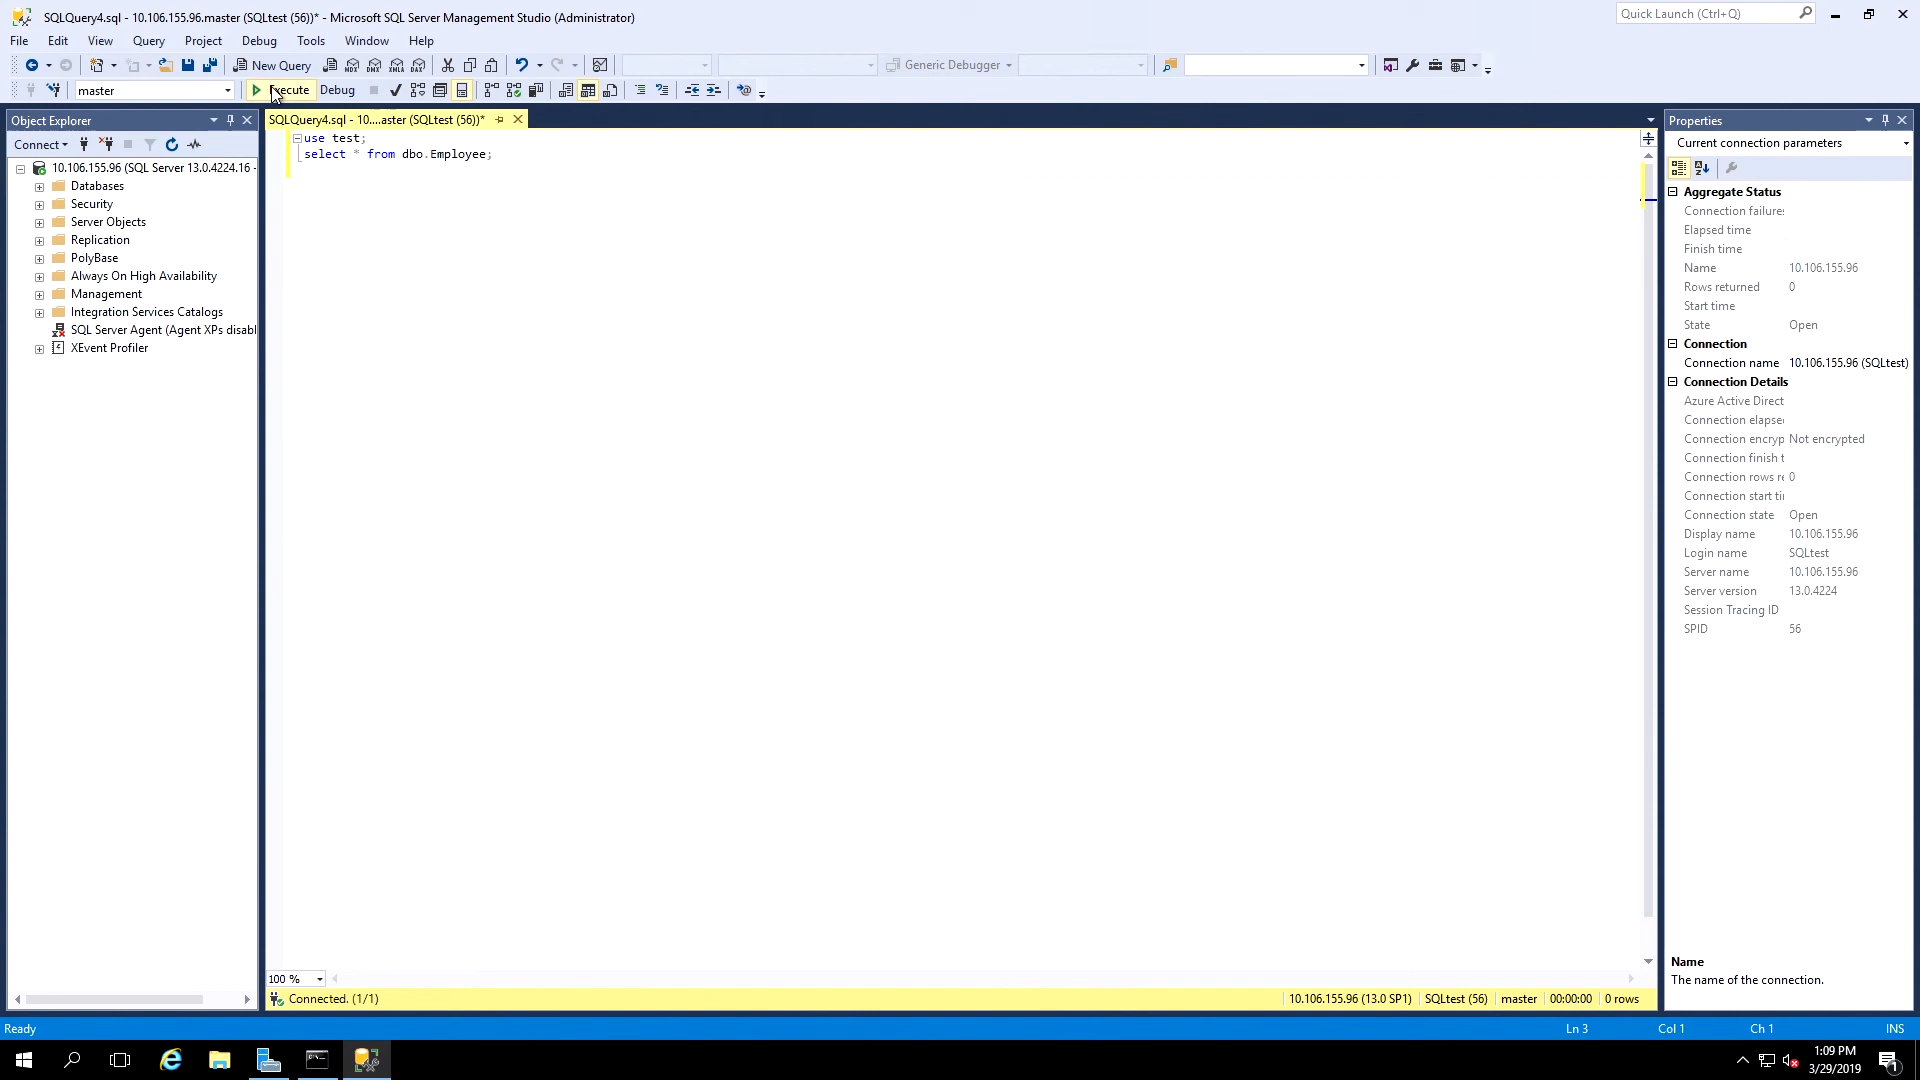 SQLQuery4.sql - 10.106.155.96.master (SQLtest (56))* - Microsoft SQL Server Management Studio (Administrator)
Quick Launch (Ctrl+Q)
File Edit View Query Project Debug Tools Window Help
New Query
MDX DMX XMLA DAX
Generic Debugger
master
Debug
Object Explorer
SQLQuery4.sql - 10....aster (SQLtest (56))*
Properties
Connect
use test;
select * from dbo.Employee;
10.106.155.96 (SQL Server 13.0.4224.16 -
Databases
Security
Server Objects
Replication
PolyBase
Always On High Availability
Management
Integration Services Catalogs
SQL Server Agent (Agent XPs disabl
XEvent Profiler
Current connection parameters
Aggregate Status
Connection failures
Elapsed time
Finish time
Name 10.106.155.96
Rows returned 0
Start time
State Open
Connection
Connection name 10.106.155.96 (SQLtest)
Connection Details
Azure Active Direct
Connection elapse
Connection encryp Not encrypted
Connection finish t
Connection rows re 0
Connection start ti
Connection state Open
Display name 10.106.155.96
Login name SQLtest
Server name 10.106.155.96
Server version 13.0.4224
Session Tracing ID
SPID 56
Name
The name of the connection.
100 %
Connected. (1/1)
10.106.155.96 (13.0 SP1) SQLtest (56) master 00:00:00 0 rows
Ready
Ln 3 Col 1 Ch 1 INS
1:09 PM
3/29/2019
1